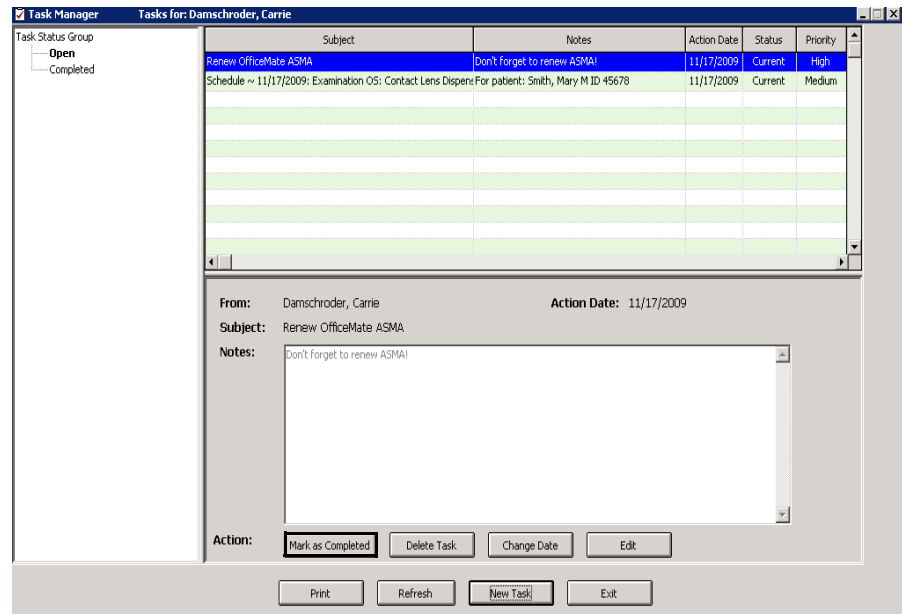 Task Manager Tasks for: Damschroder, Carrie
Task Status Group
Open
Completed
Subject Notes Action Date Status Priority
Renew OfficeMate ASMA Don't forget to renew ASMA! 11/17/2009 Current High
Schedule ~ 11/17/2009: Examination OS: Contact Lens Dispens For patient: Smith, Mary M ID 45678 11/17/2009 Current Medium
From: Damschroder, Carrie Action Date: 11/17/2009
Subject: Renew OfficeMate ASMA
Notes: Don't forget to renew ASMA!
Action: Mark as Completed Delete Task Change Date Edit
Print Refresh New Task Exit